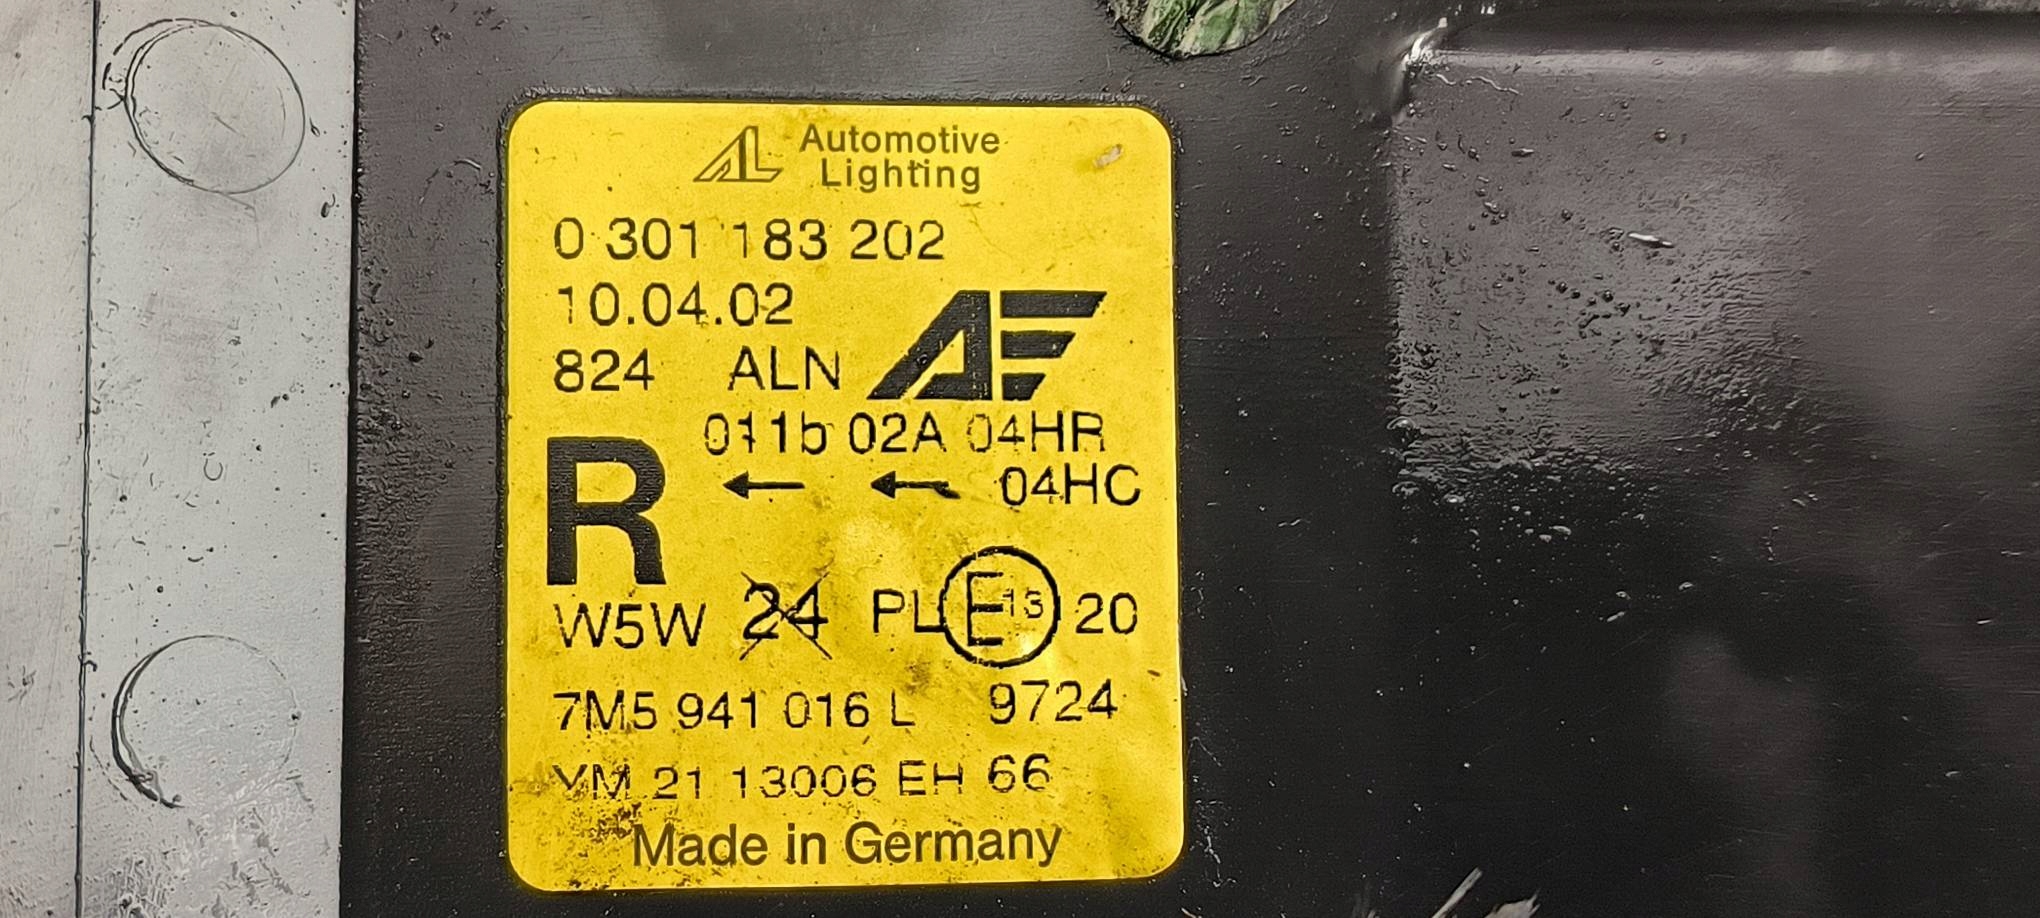 AL Automotive
Lighting
0 301 183 202
10.04.02
824 ALN
011b 02A 04HR
R ← ← 04HC
W5W 24 PL E13 20
7M5 941 016 L 9724
YM 21 13006 EH 66
Made in Germany